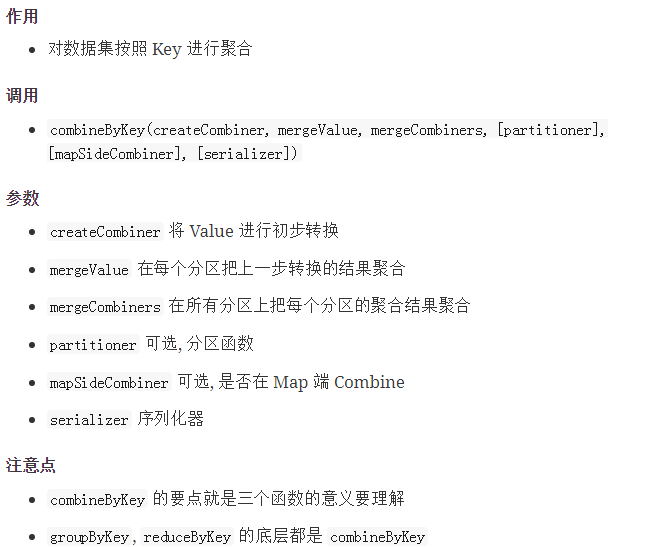 作用
对数据集按照 Key 进行聚合
调用
combineByKey(createCombiner, mergeValue, mergeCombiners, [partitioner],
[mapSideCombiner], [serializer])
参数
createCombiner 将 Value 进行初步转换
mergeValue 在每个分区把上一步转换的结果聚合
mergeCombiners 在所有分区上把每个分区的聚合结果聚合
partitioner 可选, 分区函数
mapSideCombiner 可选, 是否在 Map 端 Combine
serializer 序列化器
注意点
combineByKey 的要点就是三个函数的意义要理解
groupByKey, reduceByKey 的底层都是 combineByKey